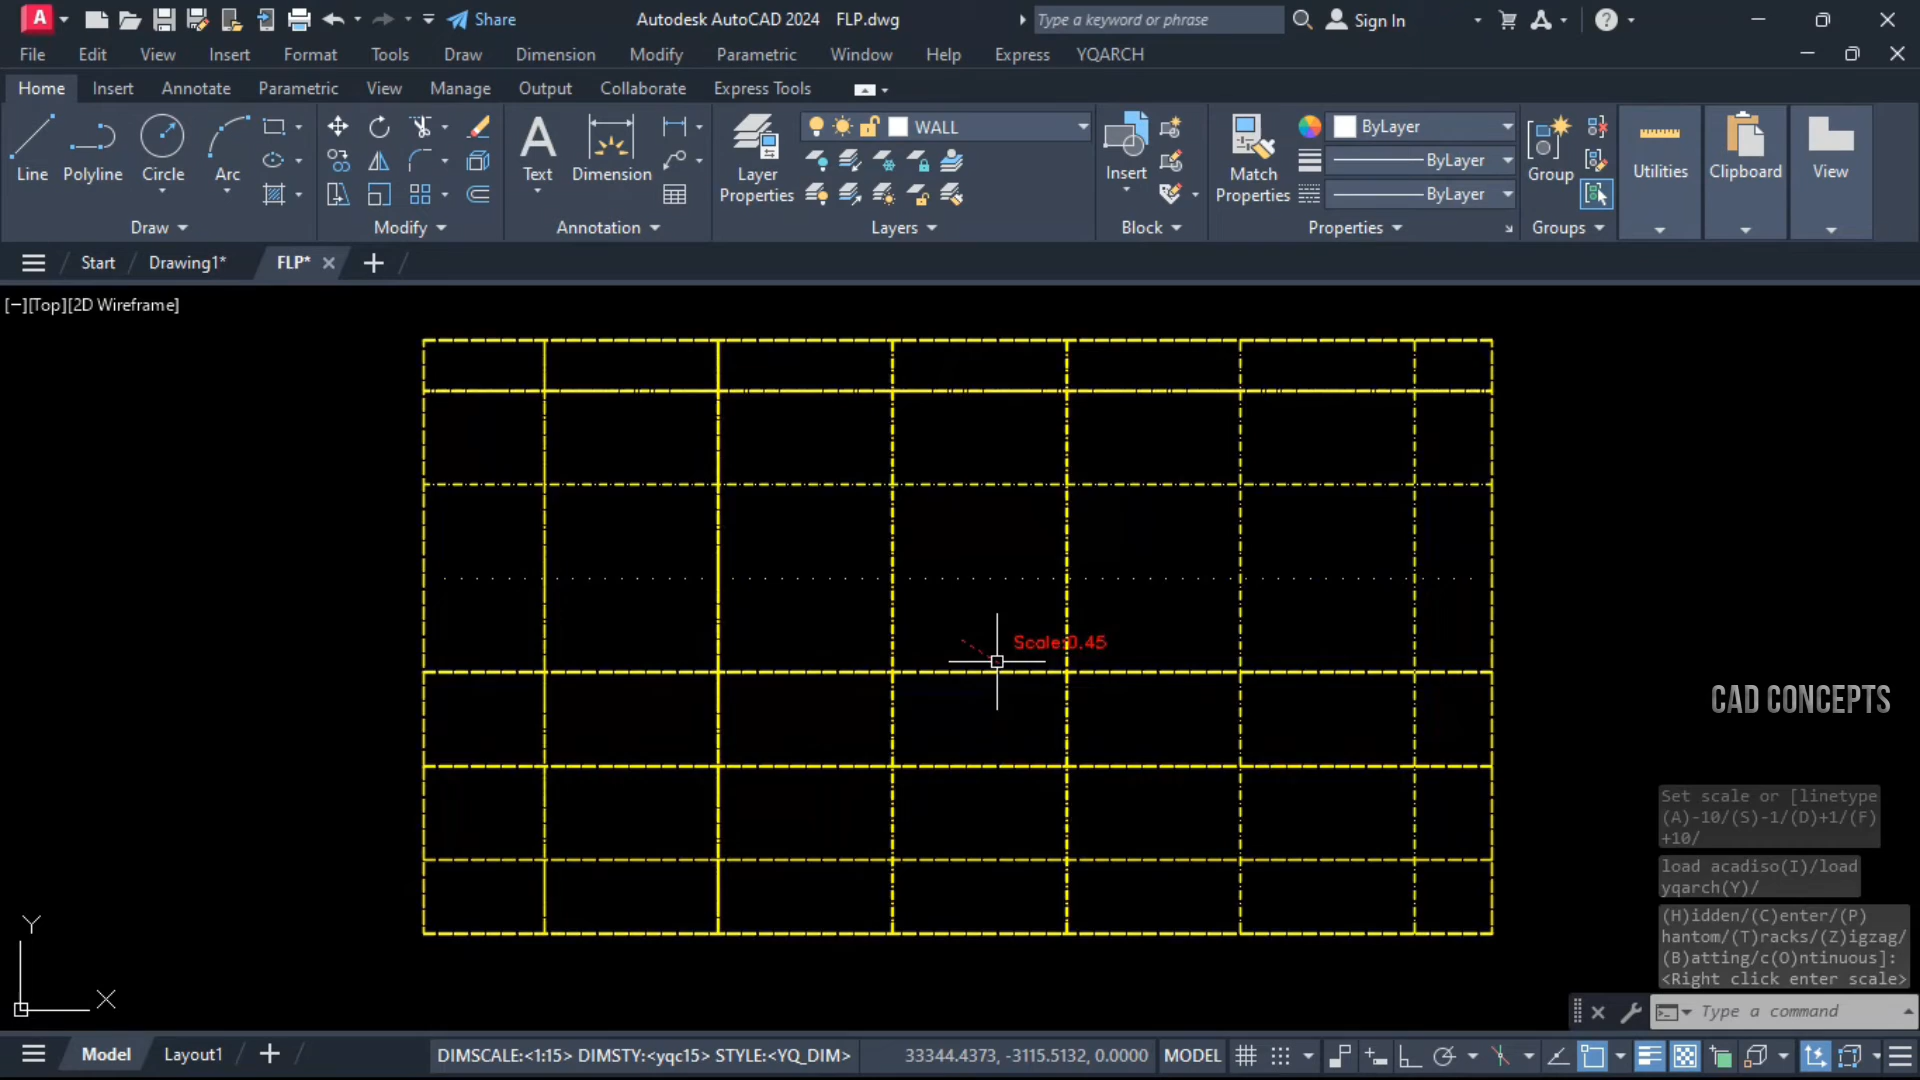 A Share Autodesk AutoCAD 2024 FLP.dwg Type a keyword or phrase Sign In
File Edit View Insert Format Tools Draw Dimension Modify Parametric Window Help Express YQARCH
Home Insert Annotate Parametric View Manage Output Collaborate Express Tools
WALL ByLayer
ByLayer
Line Polyline Circle Arc Text Dimension Layer Properties Insert Match Properties Group Utilities Clipboard View
ByLayer
Draw Modify Annotation Layers Block Properties Groups
Start Drawing1* FLP*
[−][Top][2D Wireframe]
Scale:0.45
CAD CONCEPTS
Set scale or [linetype
(A)-10/(S)-1/(D)+1/(F)
+10/
load acadiso(I)/load
yqarch(Y)/
(H)idden/(C)enter/(P)
hantom/(T)racks/(Z)igzag/
(B)atting/c(O)ntinuous]:
<Right click enter scale>
Y
X
Type a command
Model Layout1 DIMSCALE:<1:15> DIMSTY:<yqc15> STYLE:<YQ_DIM> 33344.4373, -3115.5132, 0.0000 MODEL